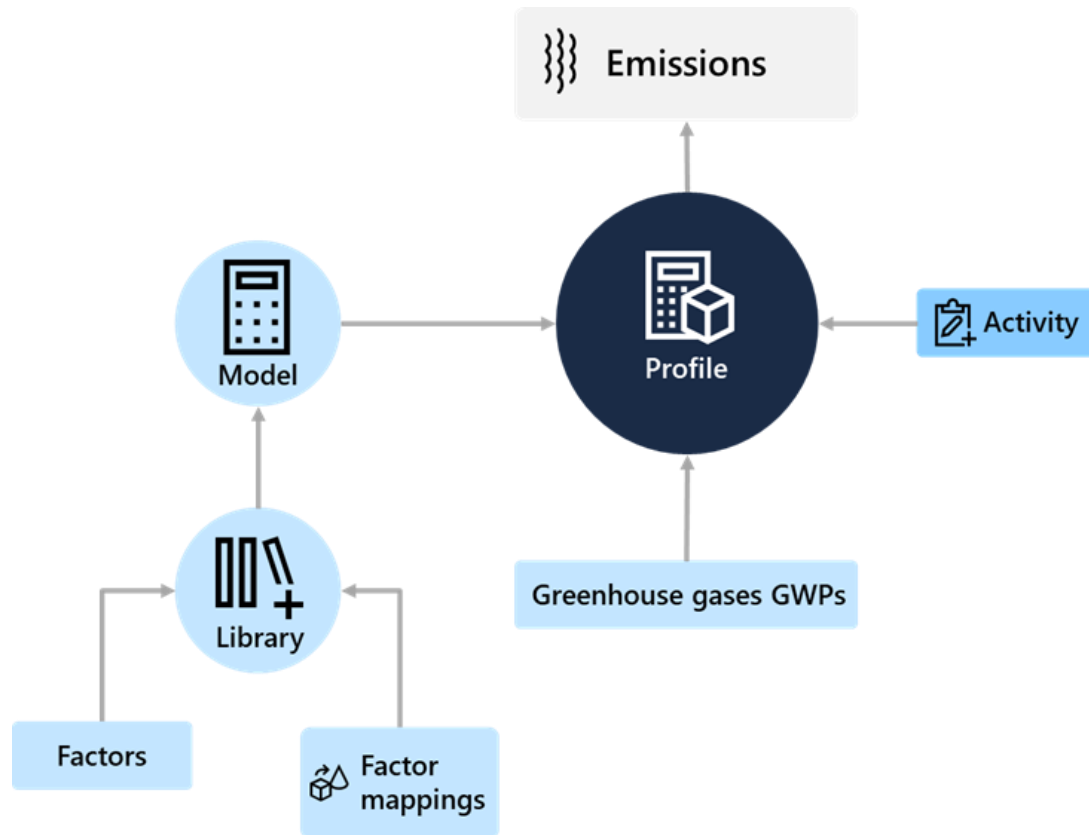 Emissions
Model
Profile
Activity
Library
Greenhouse gases GWPs
Factors
Factor
mappings